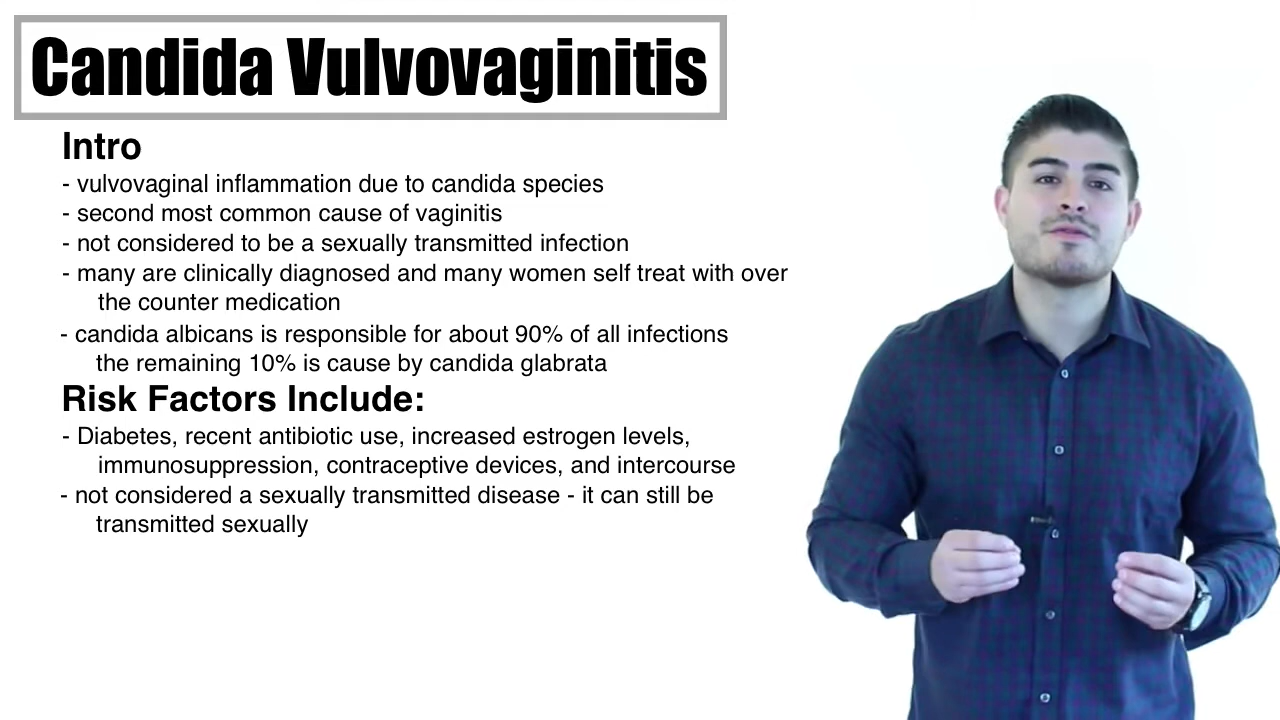 Candida Vulvovaginitis
Intro
- vulvovaginal inflammation due to candida species
- second most common cause of vaginitis
- not considered to be a sexually transmitted infection
- many are clinically diagnosed and many women self treat with over
the counter medication
- candida albicans is responsible for about 90% of all infections
the remaining 10% is cause by candida glabrata
Risk Factors Include:
- Diabetes, recent antibiotic use, increased estrogen levels,
immunosuppression, contraceptive devices, and intercourse
- not considered a sexually transmitted disease - it can still be
transmitted sexually